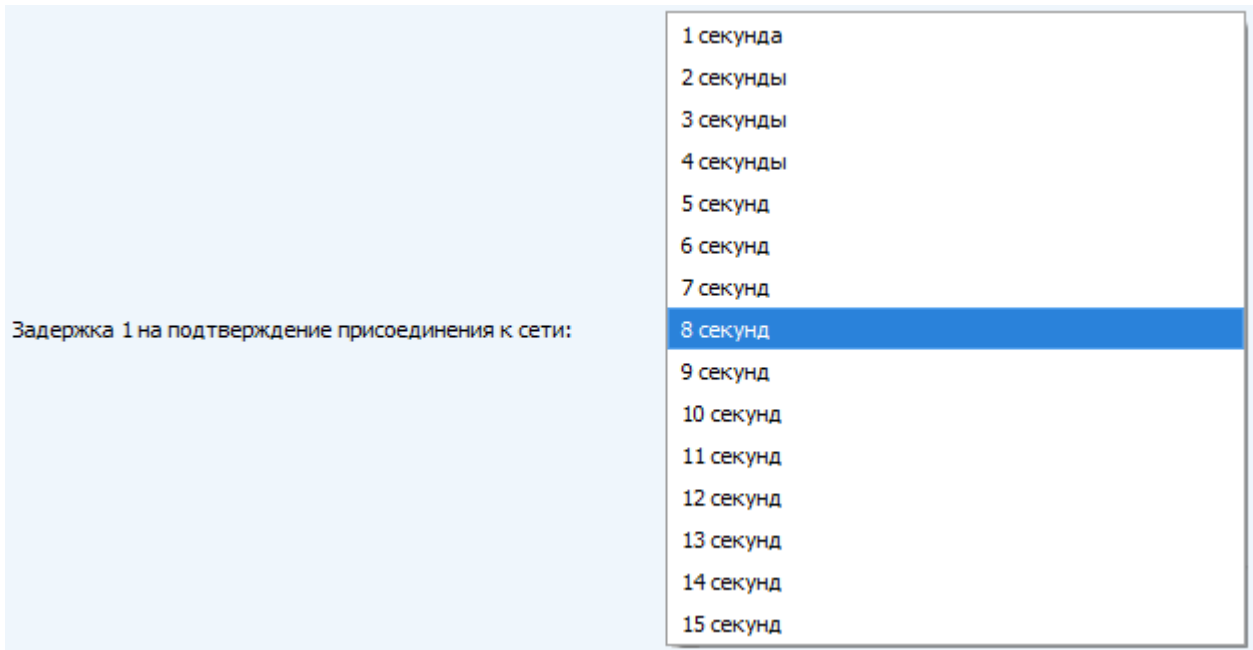 1 секунда
2 секунды
3 секунды
4 секунды
5 секунд
6 секунд
7 секунд
Задержка 1 на подтверждение присоединения к сети:
8 секунд
9 секунд
10 секунд
11 секунд
12 секунд
13 секунд
14 секунд
15 секунд